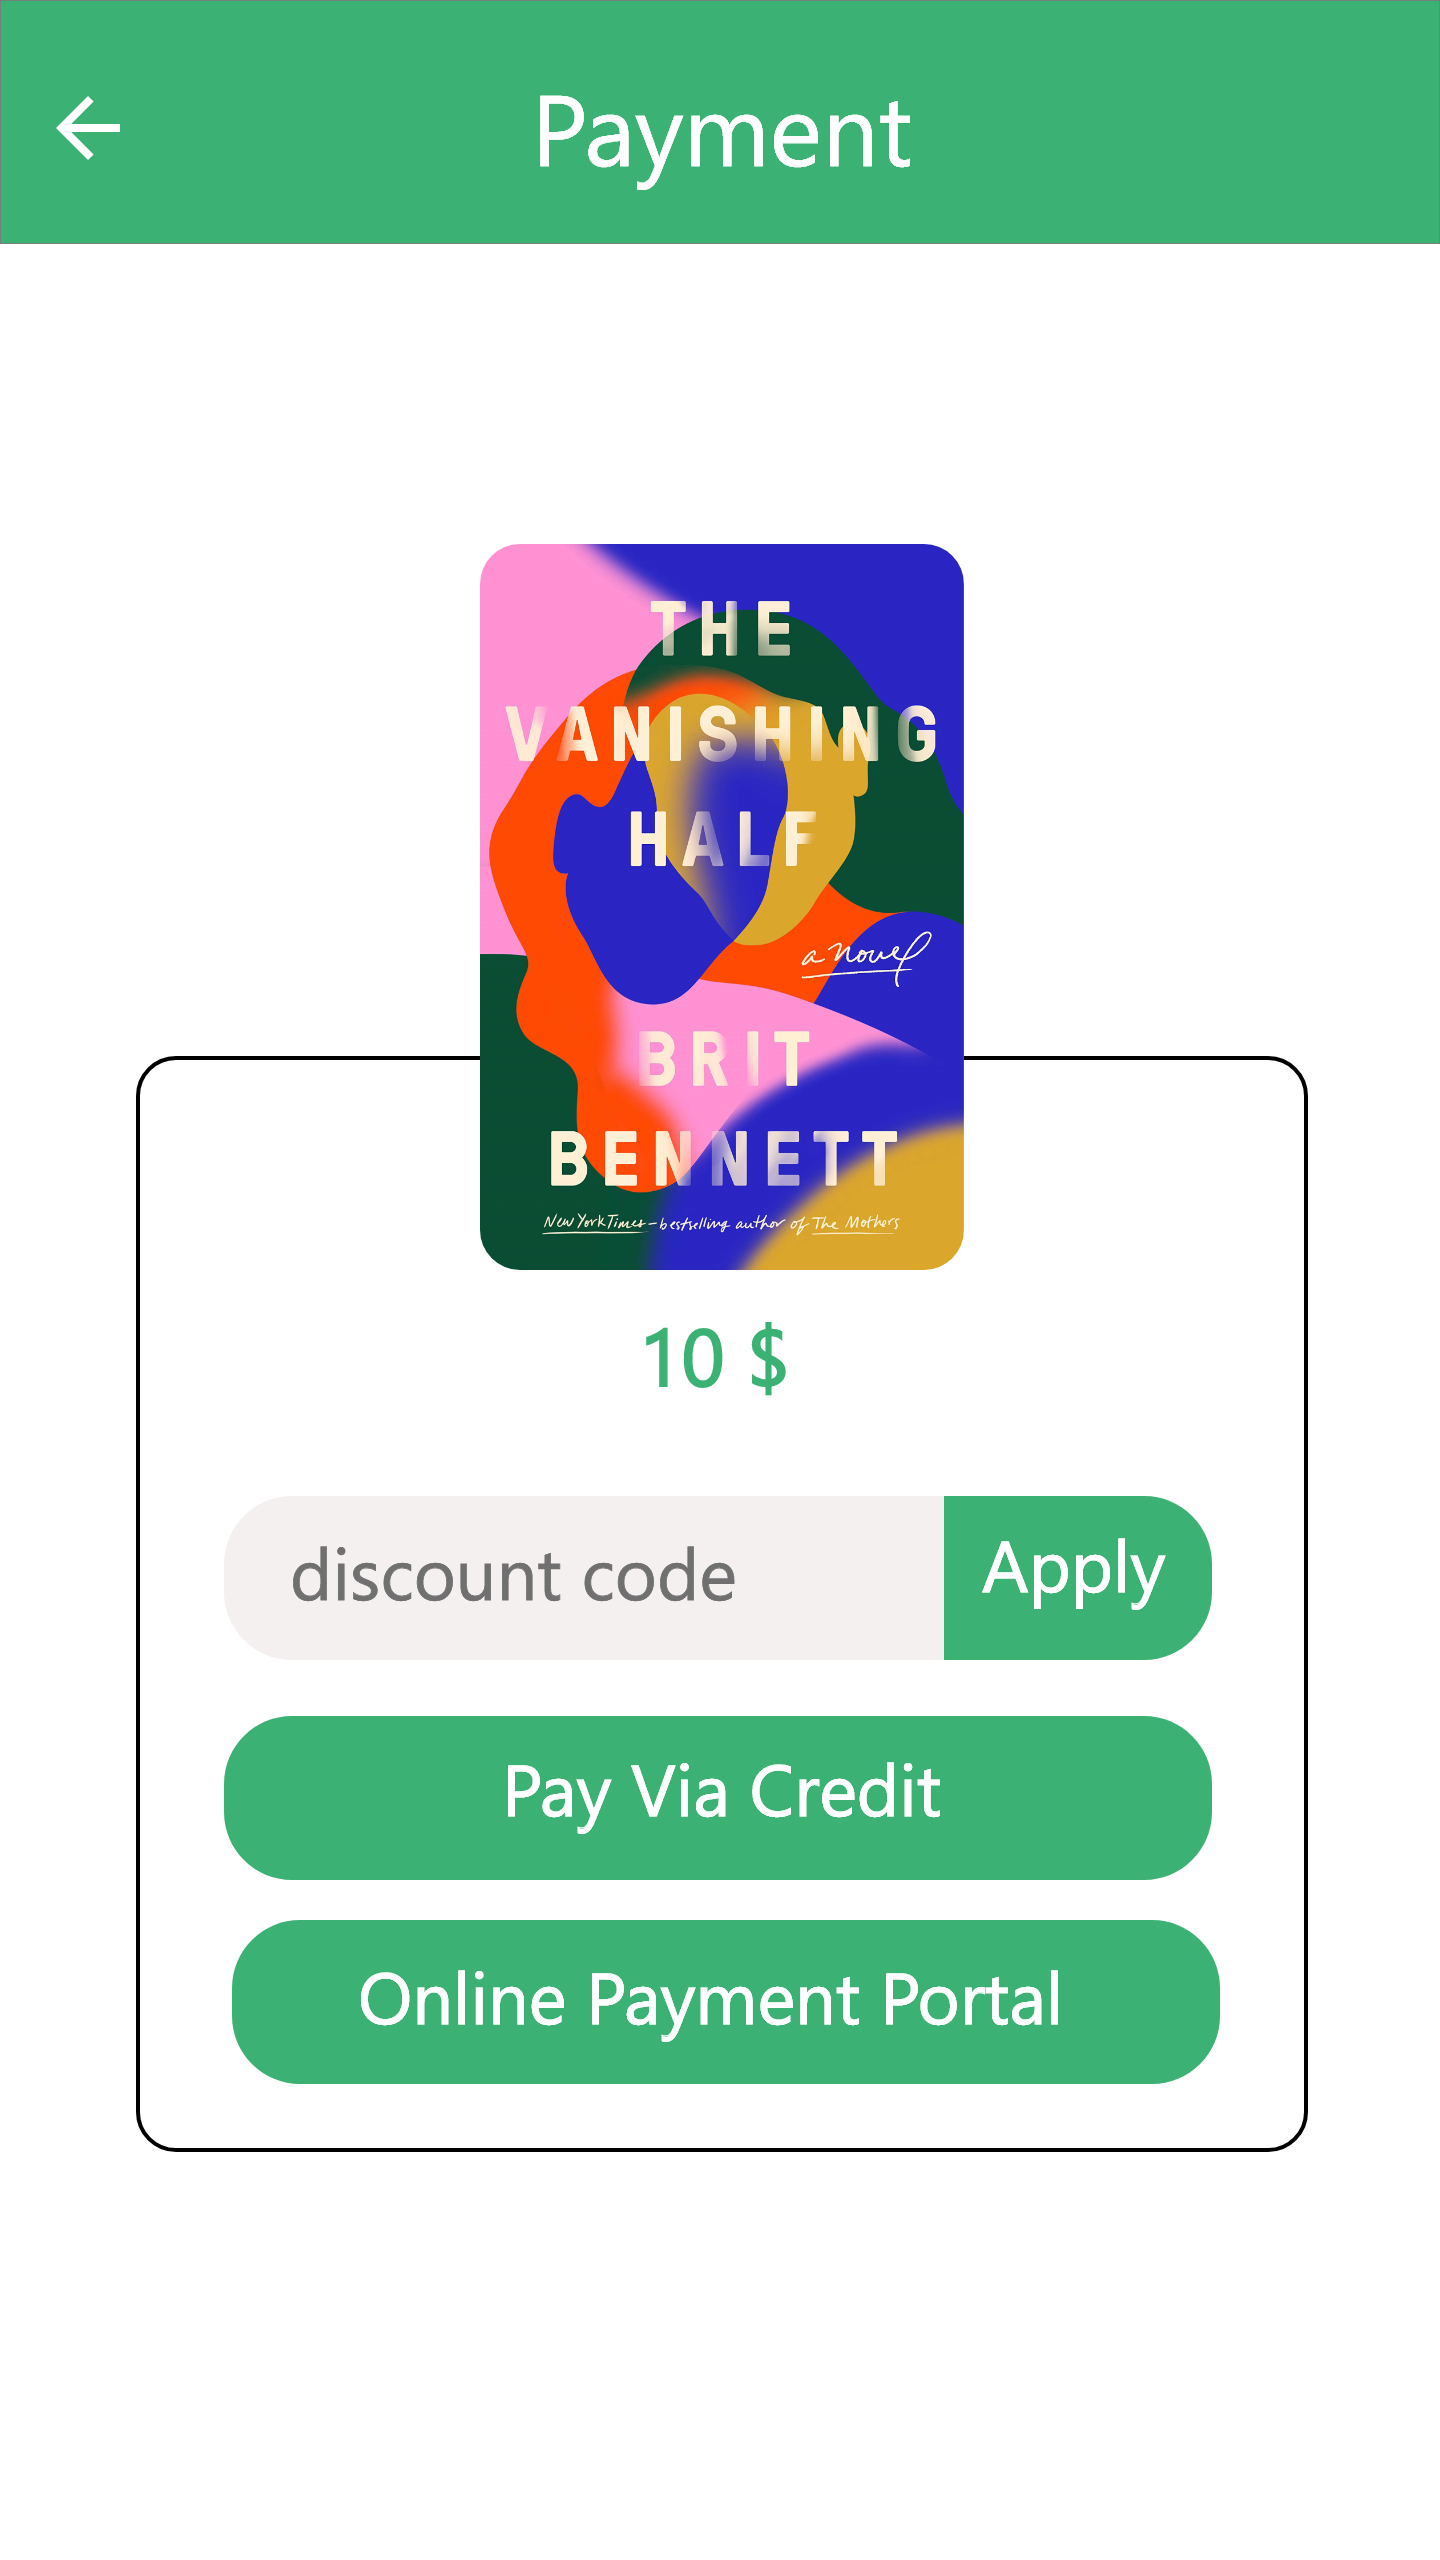 Payment
THE
VANISHING
HALF
a novel
BRIT
BENNETT
New York Times-bestselling author of The Mothers
10 $
discount code
Apply
Pay Via Credit
Online Payment Portal